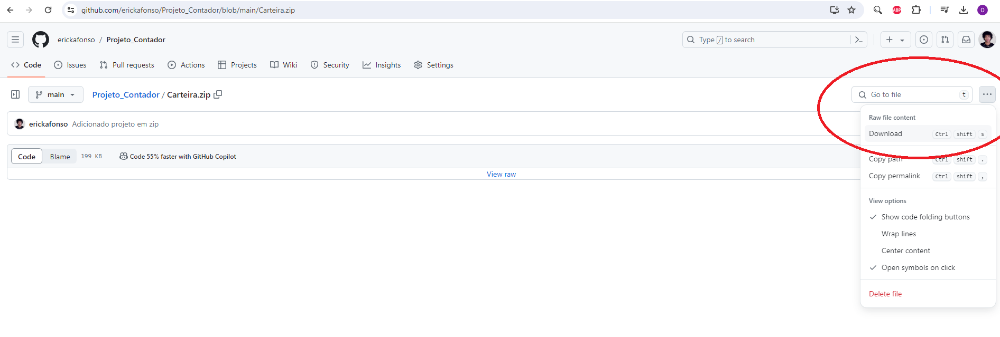 github.com/erickafonso/Projeto_Contador/blob/main/Carteira.zip
ABP
O
erickafonso / Projeto_Contador
Type / to search
Code Issues Pull requests Actions Projects Wiki Security Insights Settings
main
Projeto_Contador / Carteira.zip
Go to file t
erickafonso Adicionado projeto em zip
Code Blame 199 KB Code 55% faster with GitHub Copilot
View raw
Raw file content
Download Ctrl shift s
Copy path Ctrl shift .
Copy permalink Ctrl shift ,
View options
Show code folding buttons
Wrap lines
Center content
Open symbols on click
Delete file